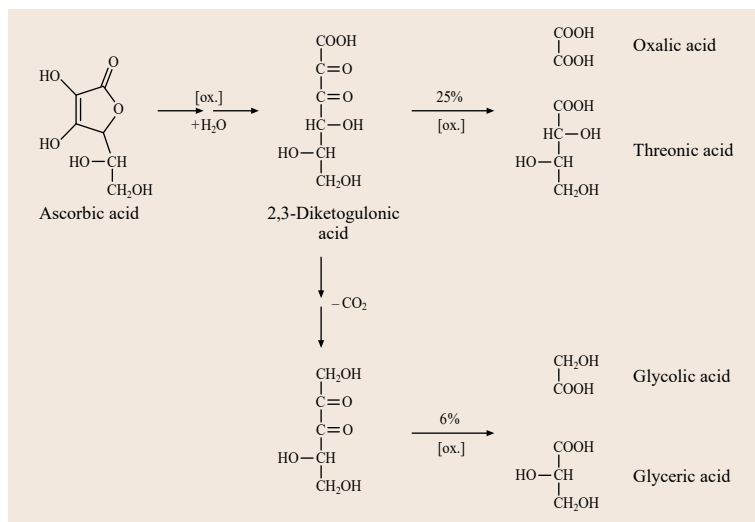 HO
O
O
HO
HO–CH
CH₂OH
Ascorbic acid
[ox.]
+H₂O
COOH
C=O
C=O
HC–OH
HO–CH
CH₂OH
2,3-Diketogulonic
acid
25%
[ox.]
COOH
COOH
Oxalic acid
COOH
HC–OH
HO–CH
CH₂OH
Threonic acid
–CO₂
CH₂OH
C=O
C=O
HO–CH
CH₂OH
6%
[ox.]
CH₂OH
COOH
Glycolic acid
COOH
HO–CH
CH₂OH
Glyceric acid